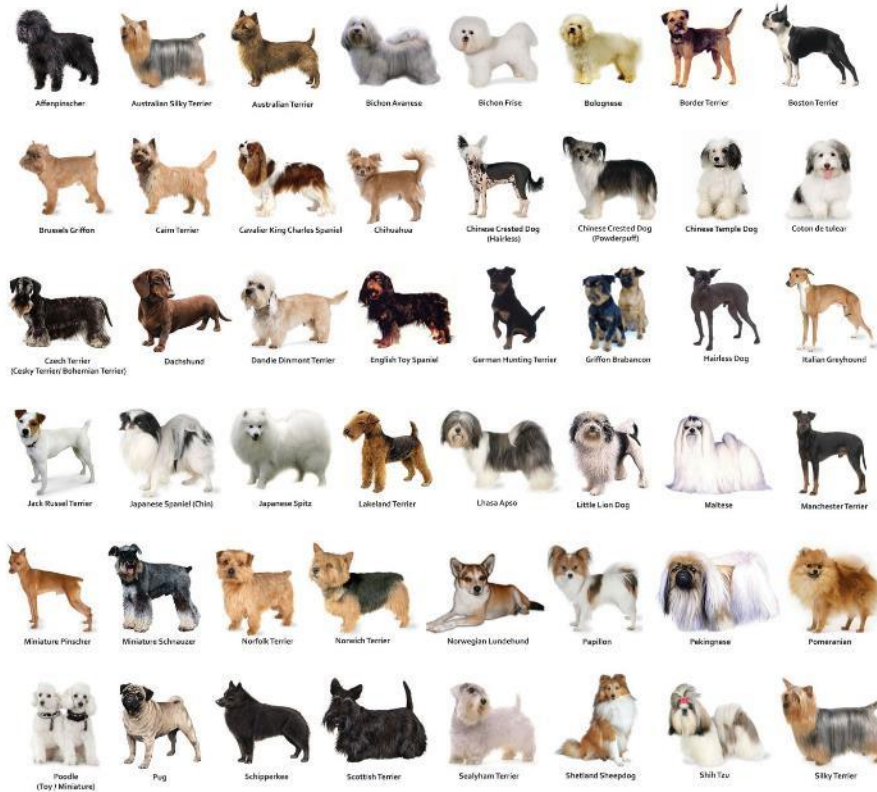 Affenpinscher
Australian Silky Terrier
Australian Terrier
Bichon Avanese
Bichon Frise
Bolognese
Border Terrier
Boston Terrier
Brussels Griffon
Cairn Terrier
Cavalier King Charles Spaniel
Chihuahua
Chinese Crested Dog
(Hairless)
Chinese Crested Dog
(Powderpuff)
Chinese Temple Dog
Coton de tulear
Czech Terrier
(Cesky Terrier/ Bohemian Terrier)
Dachshund
Dandie Dinmont Terrier
English Toy Spaniel
German Hunting Terrier
Griffon Brabancon
Hairless Dog
Italian Greyhound
Jack Russel Terrier
Japanese Spaniel (Chin)
Japanese Spitz
Lakeland Terrier
Lhasa Apso
Little Lion Dog
Maltese
Manchester Terrier
Miniature Pinscher
Miniature Schnauzer
Norfolk Terrier
Norwich Terrier
Norwegian Lundehund
Papillon
Pekingnese
Pomeranian
Poodle
(Toy / Miniature)
Pug
Schipperkee
Scottish Terrier
Sealyham Terrier
Shetland Sheepdog
Shih Tzu
Silky Terrier